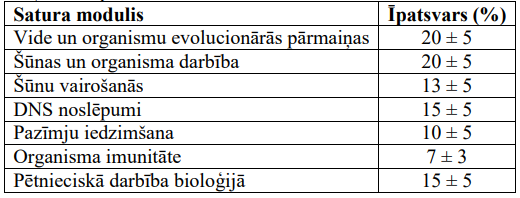 Satura modulis Īpatsvars (%)
Vide un organismu evolucionārās pārmaiņas 20 ± 5
Šūnas un organisma darbība 20 ± 5
Šūnu vairošanās 13 ± 5
DNS noslēpumi 15 ± 5
Pazīmju iedzimšana 10 ± 5
Organisma imunitāte 7 ± 3
Pētnieciskā darbība bioloģijā 15 ± 5